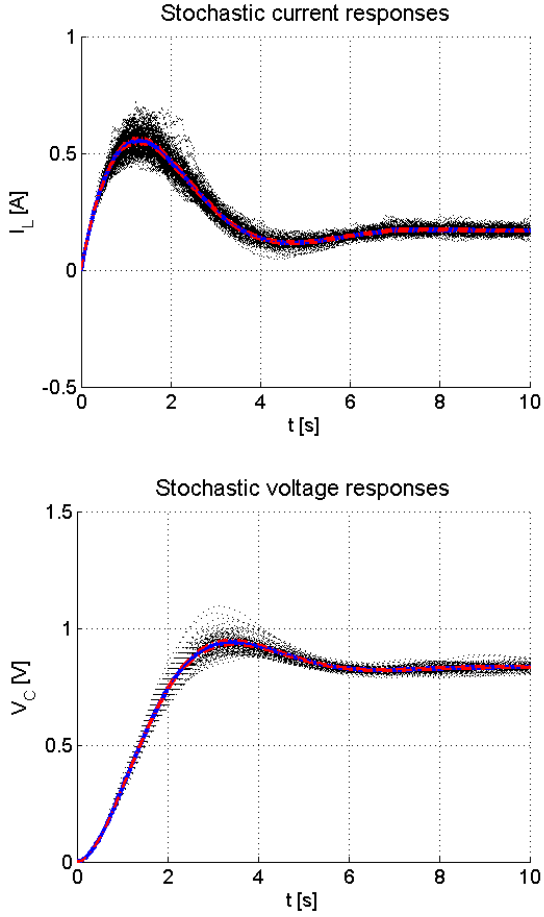 Stochastic current responses
1
0.5
0
-0.5
I_L [A]
0 2 4 6 8 10
t [s]
Stochastic voltage responses
1.5
1
0.5
0
V_C [V]
0 2 4 6 8 10
t [s]